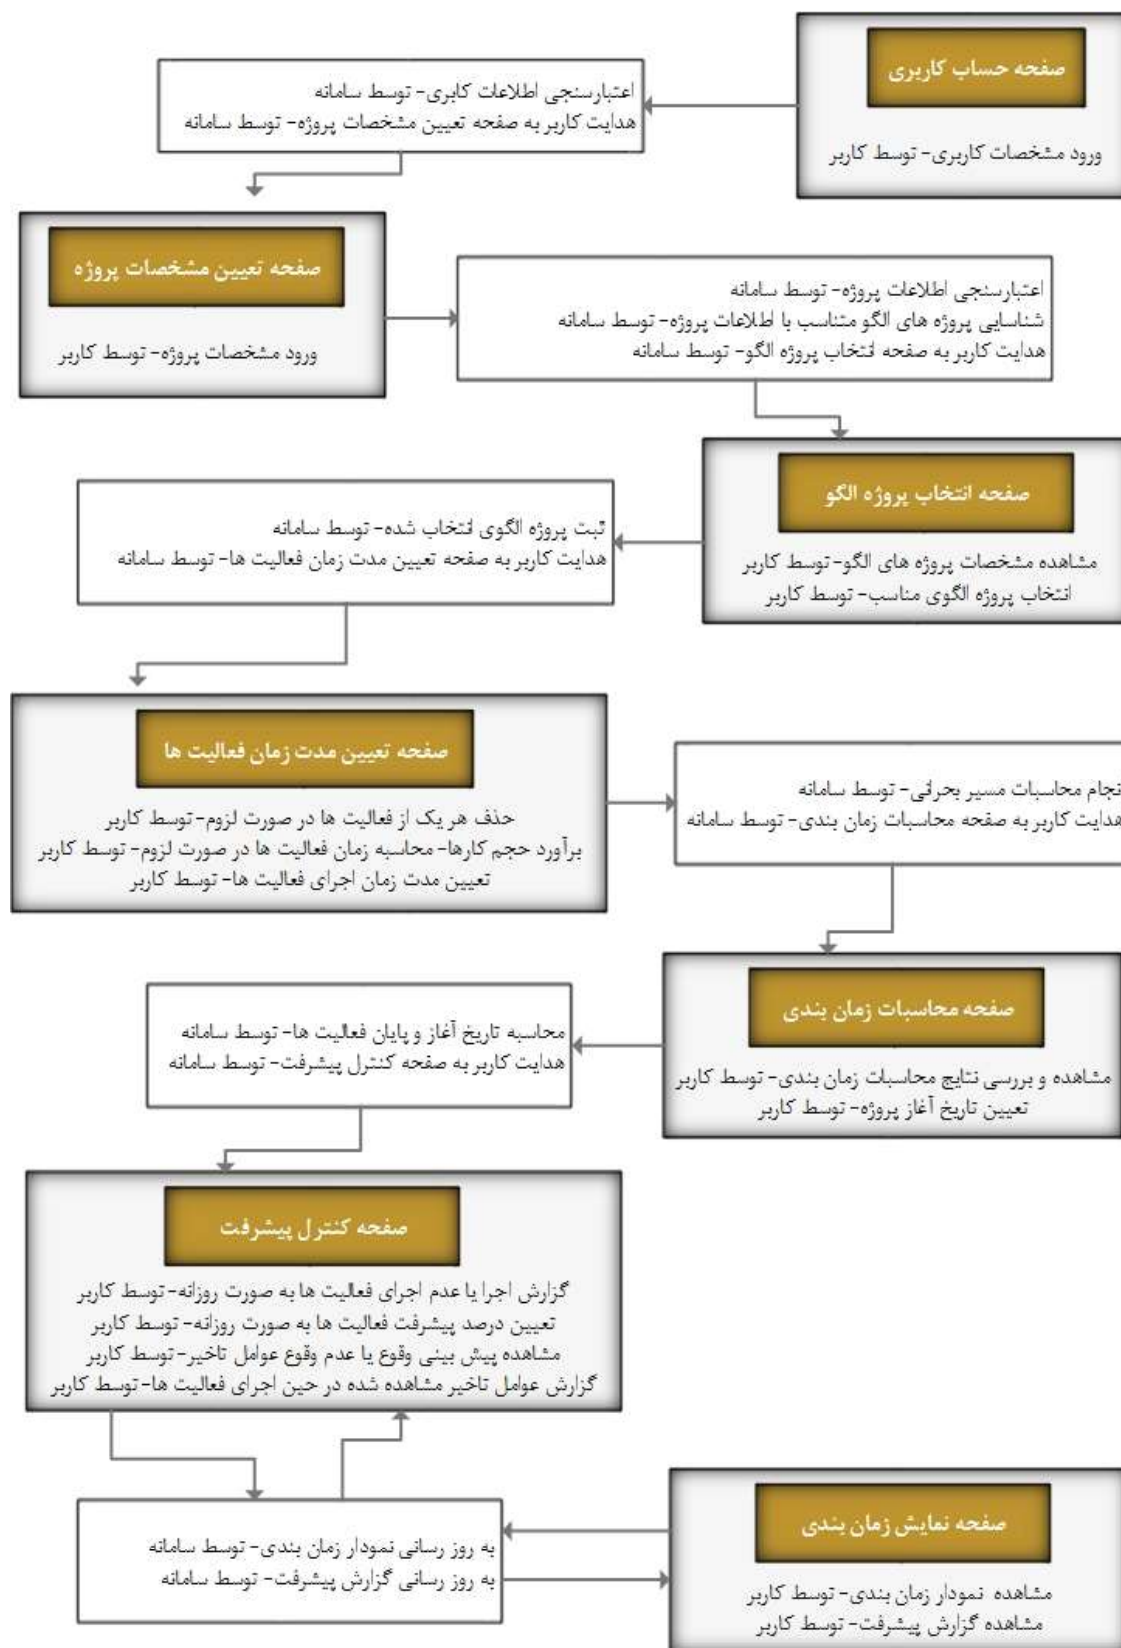 صفحه حساب کاربری
ورود مشخصات کاربری- توسط کاربر
اعتبارسنجی اطلاعات کابری- توسط سامانه
هدایت کاربر به صفحه تعیین مشخصات پروژه- توسط سامانه
صفحه تعیین مشخصات پروژه
ورود مشخصات پروژه- توسط کاربر
اعتبارسنجی اطلاعات پروژه- توسط سامانه
شناسایی پروژه های الگو متناسب با اطلاعات پروژه- توسط سامانه
هدایت کاربر به صفحه انتخاب پروژه الگو- توسط سامانه
صفحه انتخاب پروژه الگو
مشاهده مشخصات پروژه های الگو- توسط کاربر
انتخاب پروژه الگوی مناسب- توسط کاربر
ثبت پروژه الگوی انتخاب شده- توسط سامانه
هدایت کاربر به صفحه تعیین مدت زمان فعالیت ها- توسط سامانه
صفحه تعیین مدت زمان فعالیت ها
حذف هر یک از فعالیت ها در صورت لزوم- توسط کاربر
برآورد حجم کارها- محاسبه زمان فعالیت ها در صورت لزوم- توسط کاربر
تعیین مدت زمان اجرای فعالیت ها- توسط کاربر
نجام محاسبات مسیر بحرانی- توسط سامانه
هدایت کاربر به صفحه محاسبات زمان بندی- توسط سامانه
صفحه محاسبات زمان بندی
مشاهده و بررسی نتایج محاسبات زمان بندی- توسط کاربر
تعیین تاریخ آغاز پروژه- توسط کاربر
محاسبه تاریخ آغاز و پایان فعالیت ها- توسط سامانه
هدایت کاربر به صفحه کنترل پیشرفت- توسط سامانه
صفحه کنترل پیشرفت
گزارش اجرا یا عدم اجرای فعالیت ها به صورت روزانه- توسط کاربر
تعیین درصد پیشرفت فعالیت ها به صورت روزانه- توسط کاربر
مشاهده پیش بینی وقوع یا عدم وقوع عوامل تاخیر- توسط کاربر
گزارش عوامل تاخیر مشاهده شده در حین اجرای فعالیت ها- توسط کاربر
به روز رسانی نمودار زمان بندی- توسط سامانه
به روز رسانی گزارش پیشرفت- توسط سامانه
صفحه نمایش زمان بندی
مشاهده نمودار زمان بندی- توسط کاربر
مشاهده گزارش پیشرفت- توسط کاربر